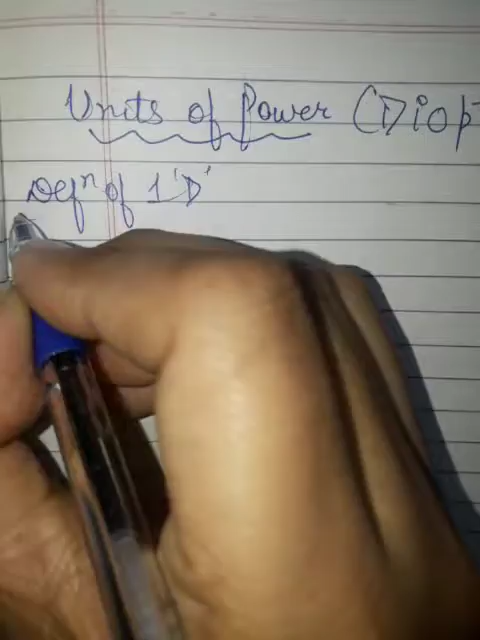 Units of Power (Diop
Defⁿ of 1 'D'